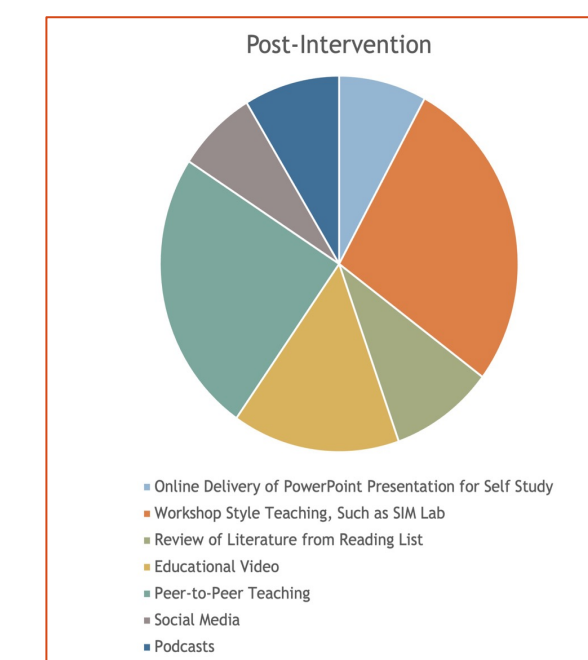 Post-Intervention
Online Delivery of PowerPoint Presentation for Self Study
Workshop Style Teaching, Such as SIM Lab
Review of Literature from Reading List
Educational Video
Peer-to-Peer Teaching
Social Media
Podcasts